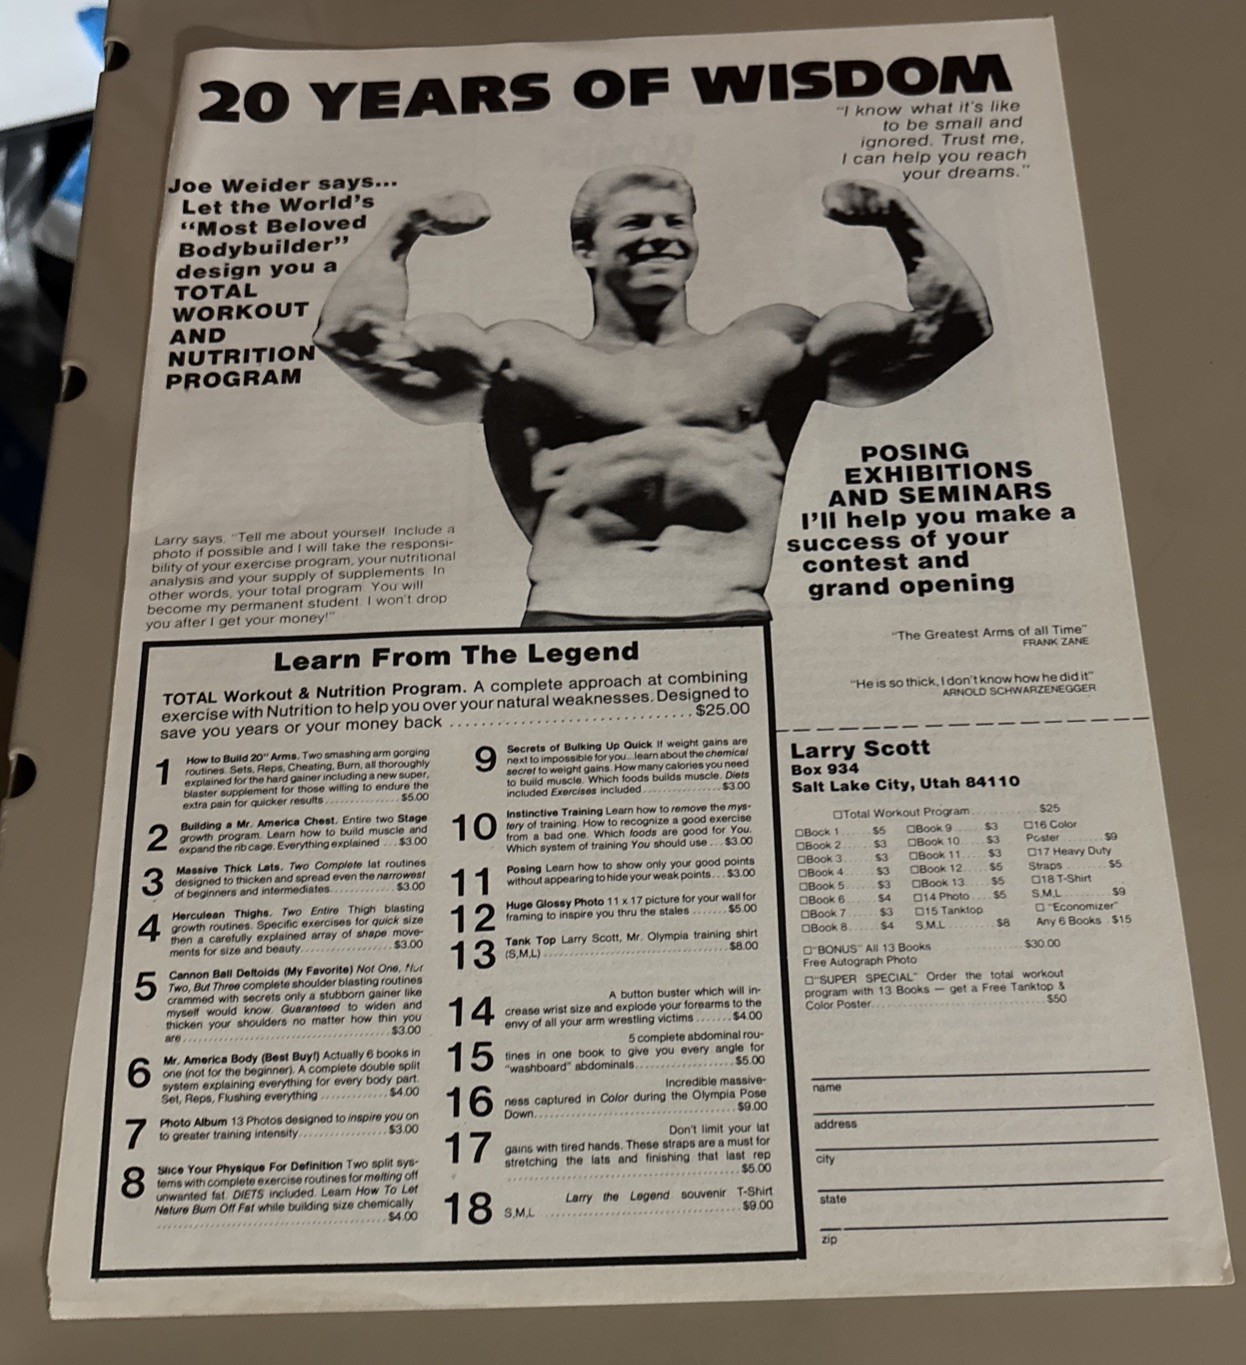 20 YEARS OF WISDOM
"I know what it's like
to be small and
ignored. Trust me,
I can help you reach
your dreams."
Joe Weider says...
Let the World's
"Most Beloved
Bodybuilder"
design you a
TOTAL
WORKOUT
AND
NUTRITION
PROGRAM
POSING
EXHIBITIONS
AND SEMINARS
I'll help you make a
success of your
contest and
grand opening
Larry says, "Tell me about yourself. Include a
photo if possible and I will take the responsi-
bility of your exercise program, your nutritional
analysis and your supply of supplements. In
other words, your total program. You will
become my permanent student. I won't drop
you after I get your money!"
"The Greatest Arms of all Time"
FRANK ZANE
"He is so thick, I don't know how he did it"
ARNOLD SCHWARZENEGGER
Learn From The Legend
TOTAL Workout & Nutrition Program. A complete approach at combining
exercise with Nutrition to help you over your natural weaknesses. Designed to
save you years or your money back ............................ $25.00
1 How to Build 20" Arms. Two smashing arm gorging
routines. Sets, Reps, Cheating, Burn, all thoroughly
explained for the hard gainer including a new super,
blaster supplement for those willing to endure the
extra pain for quicker results ............. $5.00
2 Building a Mr. America Chest. Entire two Stage
growth program. Learn how to build muscle and
expand the rib cage. Everything explained ... $3.00
3 Massive Thick Lats. Two Complete lat routines
designed to thicken and spread even the narrowest
of beginners and intermediates ........... $3.00
4 Herculean Thighs. Two Entire Thigh blasting
growth routines. Specific exercises for quick size
then a carefully explained array of shape move-
ments for size and beauty ................. $3.00
5 Cannon Ball Deltoids (My Favorite) Not One, Nur
Two, But Three complete shoulder blasting routines
crammed with secrets only a stubborn gainer like
myself would know. Guaranteed to widen and
thicken your shoulders no matter how thin you
are ................................... $3.00
6 Mr. America Body (Best Buy!) Actually 6 books in
one (not for the beginner). A complete double split
system explaining everything for every body part.
Set, Reps, Flushing everything ............ $4.00
7 Photo Album 13 Photos designed to inspire you on
to greater training intensity ................ $3.00
8 Slice Your Physique For Definition Two split sys-
tems with complete exercise routines for melting off
unwanted fat. DIETS included. Learn How To Let
Nature Burn Off Fat while building size chemically
...................................... $4.00
9 Secrets of Bulking Up Quick If weight gains are
next to impossible for you...learn about the chemical
secret to weight gains. How many calories you need
to build muscle. Which foods builds muscle. Diets
included Exercises included ............. $3.00
10 Instinctive Training Learn how to remove the mys-
tery of training. How to recognize a good exercise
from a bad one. Which foods are good for You.
Which system of training You should use ... $3.00
11 Posing Learn how to show only your good points
without appearing to hide your weak points ... $3.00
12 Huge Glossy Photo 11 x 17 picture for your wall for
framing to inspire you thru the stales ....... $5.00
13 Tank Top Larry Scott, Mr. Olympia training shirt
(S,M,L) ................................ $8.00
14 A button buster which will in-
crease wrist size and explode your forearms to the
envy of all your arm wrestling victims ....... $4.00
15 5 complete abdominal rou-
tines in one book to give you every angle for
"washboard" abdominals ................. $5.00
16 Incredible massive-
ness captured in Color during the Olympia Pose
Down ................................. $9.00
17 Don't limit your lat
gains with tired hands. These straps are a must for
stretching the lats and finishing that last rep
..................................... $5.00
18 Larry the Legend souvenir T-Shirt
S,M,L ................................ $9.00
Larry Scott
Box 934
Salt Lake City, Utah 84110
☐Total Workout Program ............ $25
☐Book 1 ..... $5 ☐Book 9 ..... $3 ☐16 Color
☐Book 2 ..... $3 ☐Book 10 .... $3 Poster ....... $9
☐Book 3 ..... $3 ☐Book 11 .... $3 ☐17 Heavy Duty
☐Book 4 ..... $3 ☐Book 12 .... $5 Straps ....... $5
☐Book 5 ..... $3 ☐Book 13 .... $5 ☐18 T-Shirt
☐Book 6 ..... $4 ☐14 Photo .... $5 S,M,L ....... $9
☐Book 7 ..... $3 ☐15 Tanktop ☐ "Economizer"
☐Book 8 ..... $4 S,M,L ....... $8 Any 6 Books . $15
☐"BONUS" All 13 Books $30.00
Free Autograph Photo
☐"SUPER SPECIAL" Order the total workout
program with 13 Books — get a Free Tanktop &
Color Poster ........................ $50
name
address
city
state
zip